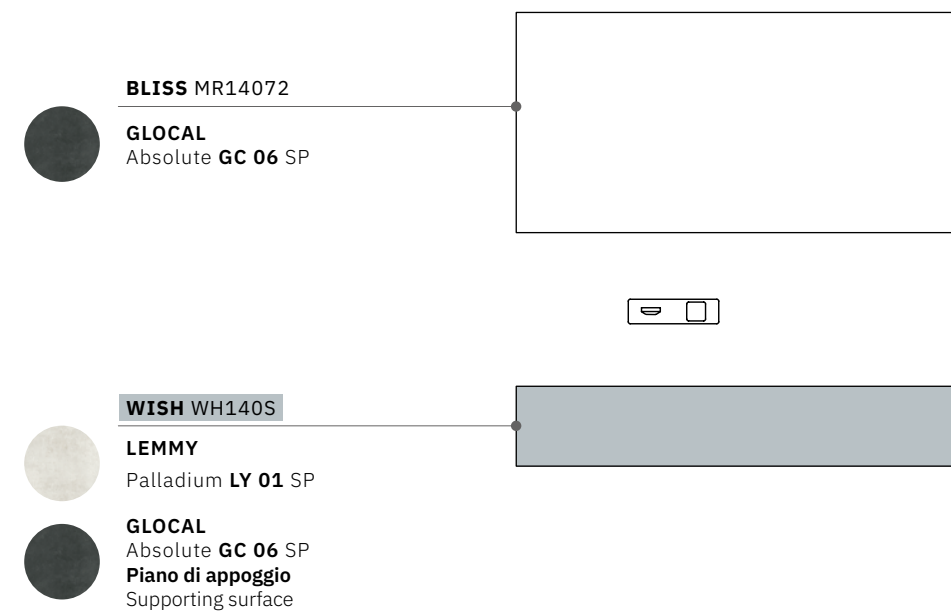 BLISS MR14072
GLOCAL
Absolute GC 06 SP
WISH WH140S
LEMMY
Palladium LY 01 SP
GLOCAL
Absolute GC 06 SP
Piano di appoggio
Supporting surface